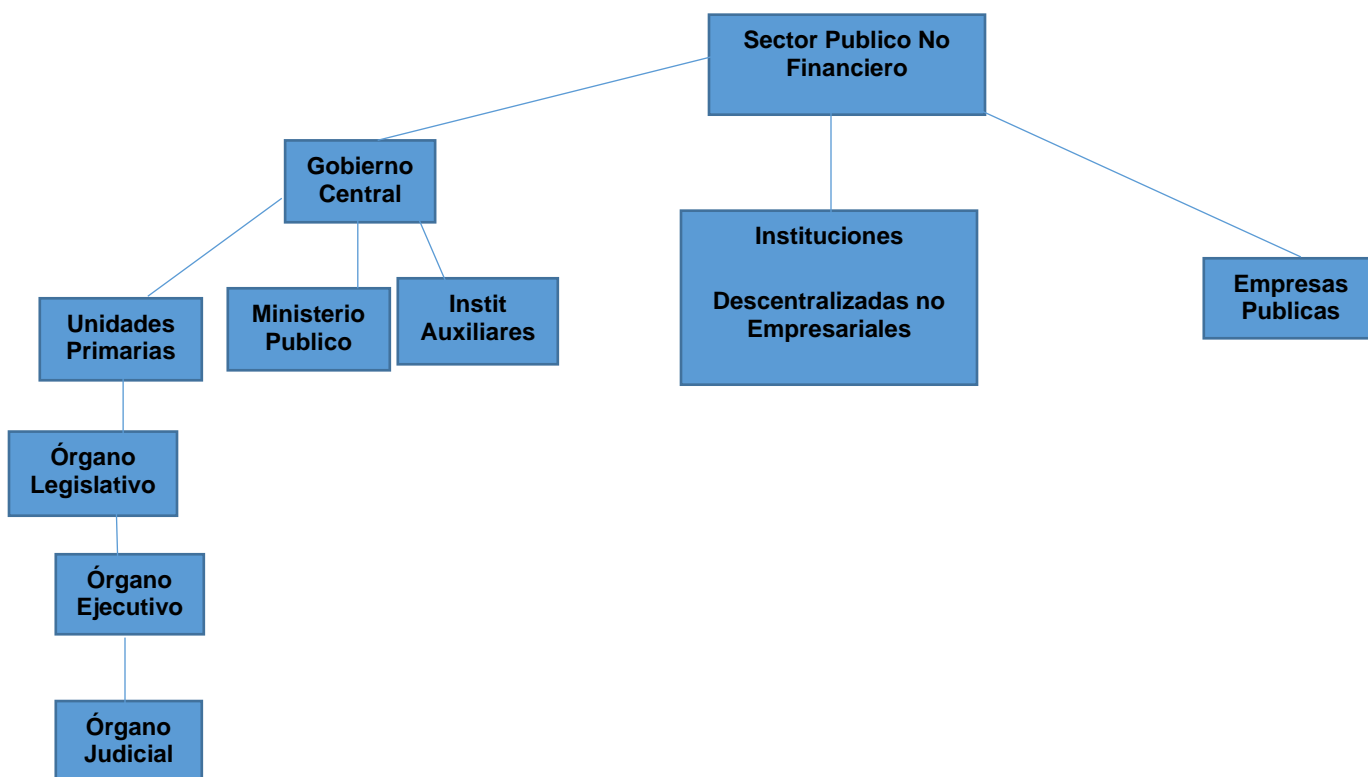 Sector Publico No
Financiero
Gobierno
Central
Instituciones
Descentralizadas no
Empresariales
Empresas
Publicas
Unidades
Primarias
Ministerio
Publico
Instit
Auxiliares
Órgano
Legislativo
Órgano
Ejecutivo
Órgano
Judicial